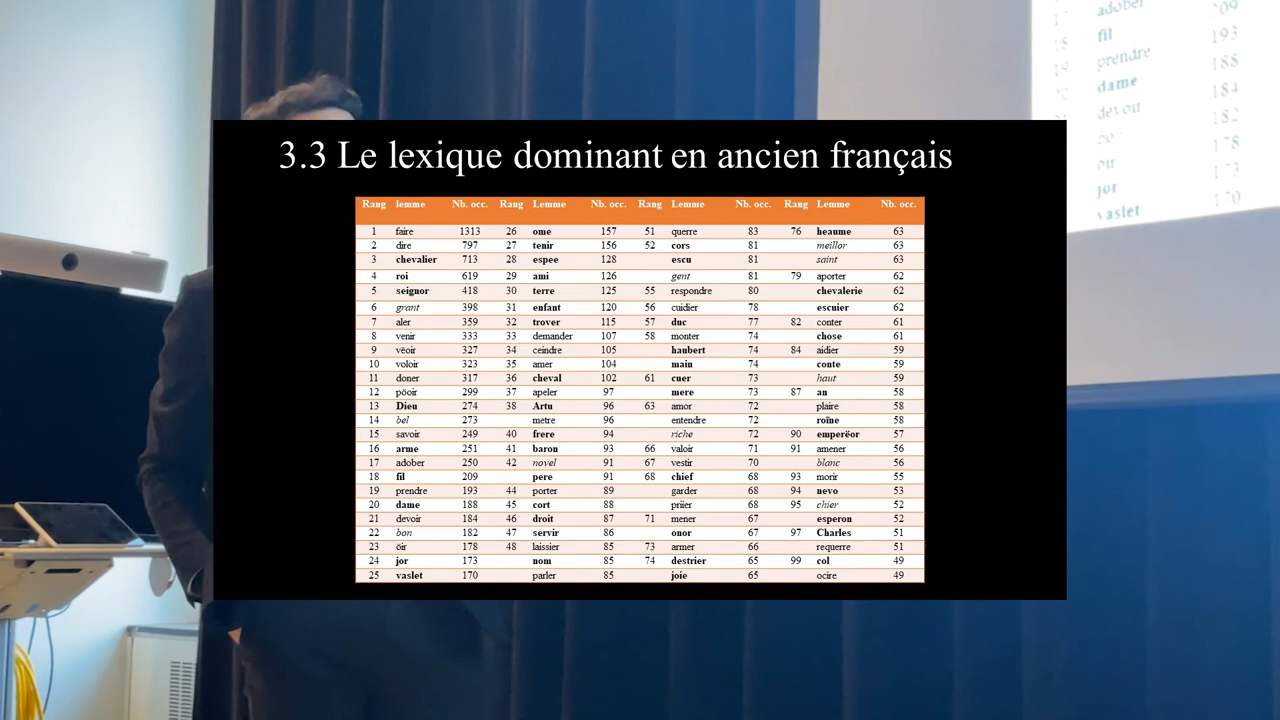 3.3 Le lexique dominant en ancien français
Rang lemme Nb. occ. Rang Lemme Nb. occ. Rang Lemme Nb. occ. Rang Lemme Nb. occ.
1 faire 1313 26 ome 157 51 querre 83 76 heaume 63
2 dire 797 27 tenir 156 52 cors 81 meillor 63
3 chevalier 713 28 espee 128 escu 81 saint 63
4 roi 619 29 ami 126 gent 81 79 aporter 62
5 seignor 418 30 terre 125 55 respondre 80 chevalerie 62
6 grant 398 31 enfant 120 56 cuidier 78 escuier 62
7 aler 359 32 trover 115 57 duc 77 82 conter 61
8 venir 333 33 demander 107 58 monter 74 chose 61
9 vëoir 327 34 ceindre 105 haubert 74 84 aidier 59
10 voloir 323 35 amer 104 main 74 conte 59
11 doner 317 36 cheval 102 61 cuer 73 haut 59
12 pöoir 299 37 apeler 97 mere 73 87 an 58
13 Dieu 274 38 Artu 96 63 amor 72 plaire 58
14 bel 273 metre 96 entendre 72 roïne 58
15 savoir 249 40 frere 94 riche 72 90 emperëor 57
16 arme 251 41 baron 93 66 valoir 71 91 amener 56
17 adober 250 42 novel 91 67 vestir 70 blanc 56
18 fil 209 pere 91 68 chief 68 93 morir 55
19 prendre 193 44 porter 89 garder 68 94 nevo 53
20 dame 188 45 cort 88 priier 68 95 chier 52
21 devoir 184 46 droit 87 71 mener 67 esperon 52
22 bon 182 47 servir 86 onor 67 97 Charles 51
23 öir 178 48 laissier 85 73 armer 66 requerre 51
24 jor 173 nom 85 74 destrier 65 99 col 49
25 vaslet 170 parler 85 joie 65 ocire 49
adober 209
fil 193
prendre 188
dame 184
devoir 182
jor
vaslet